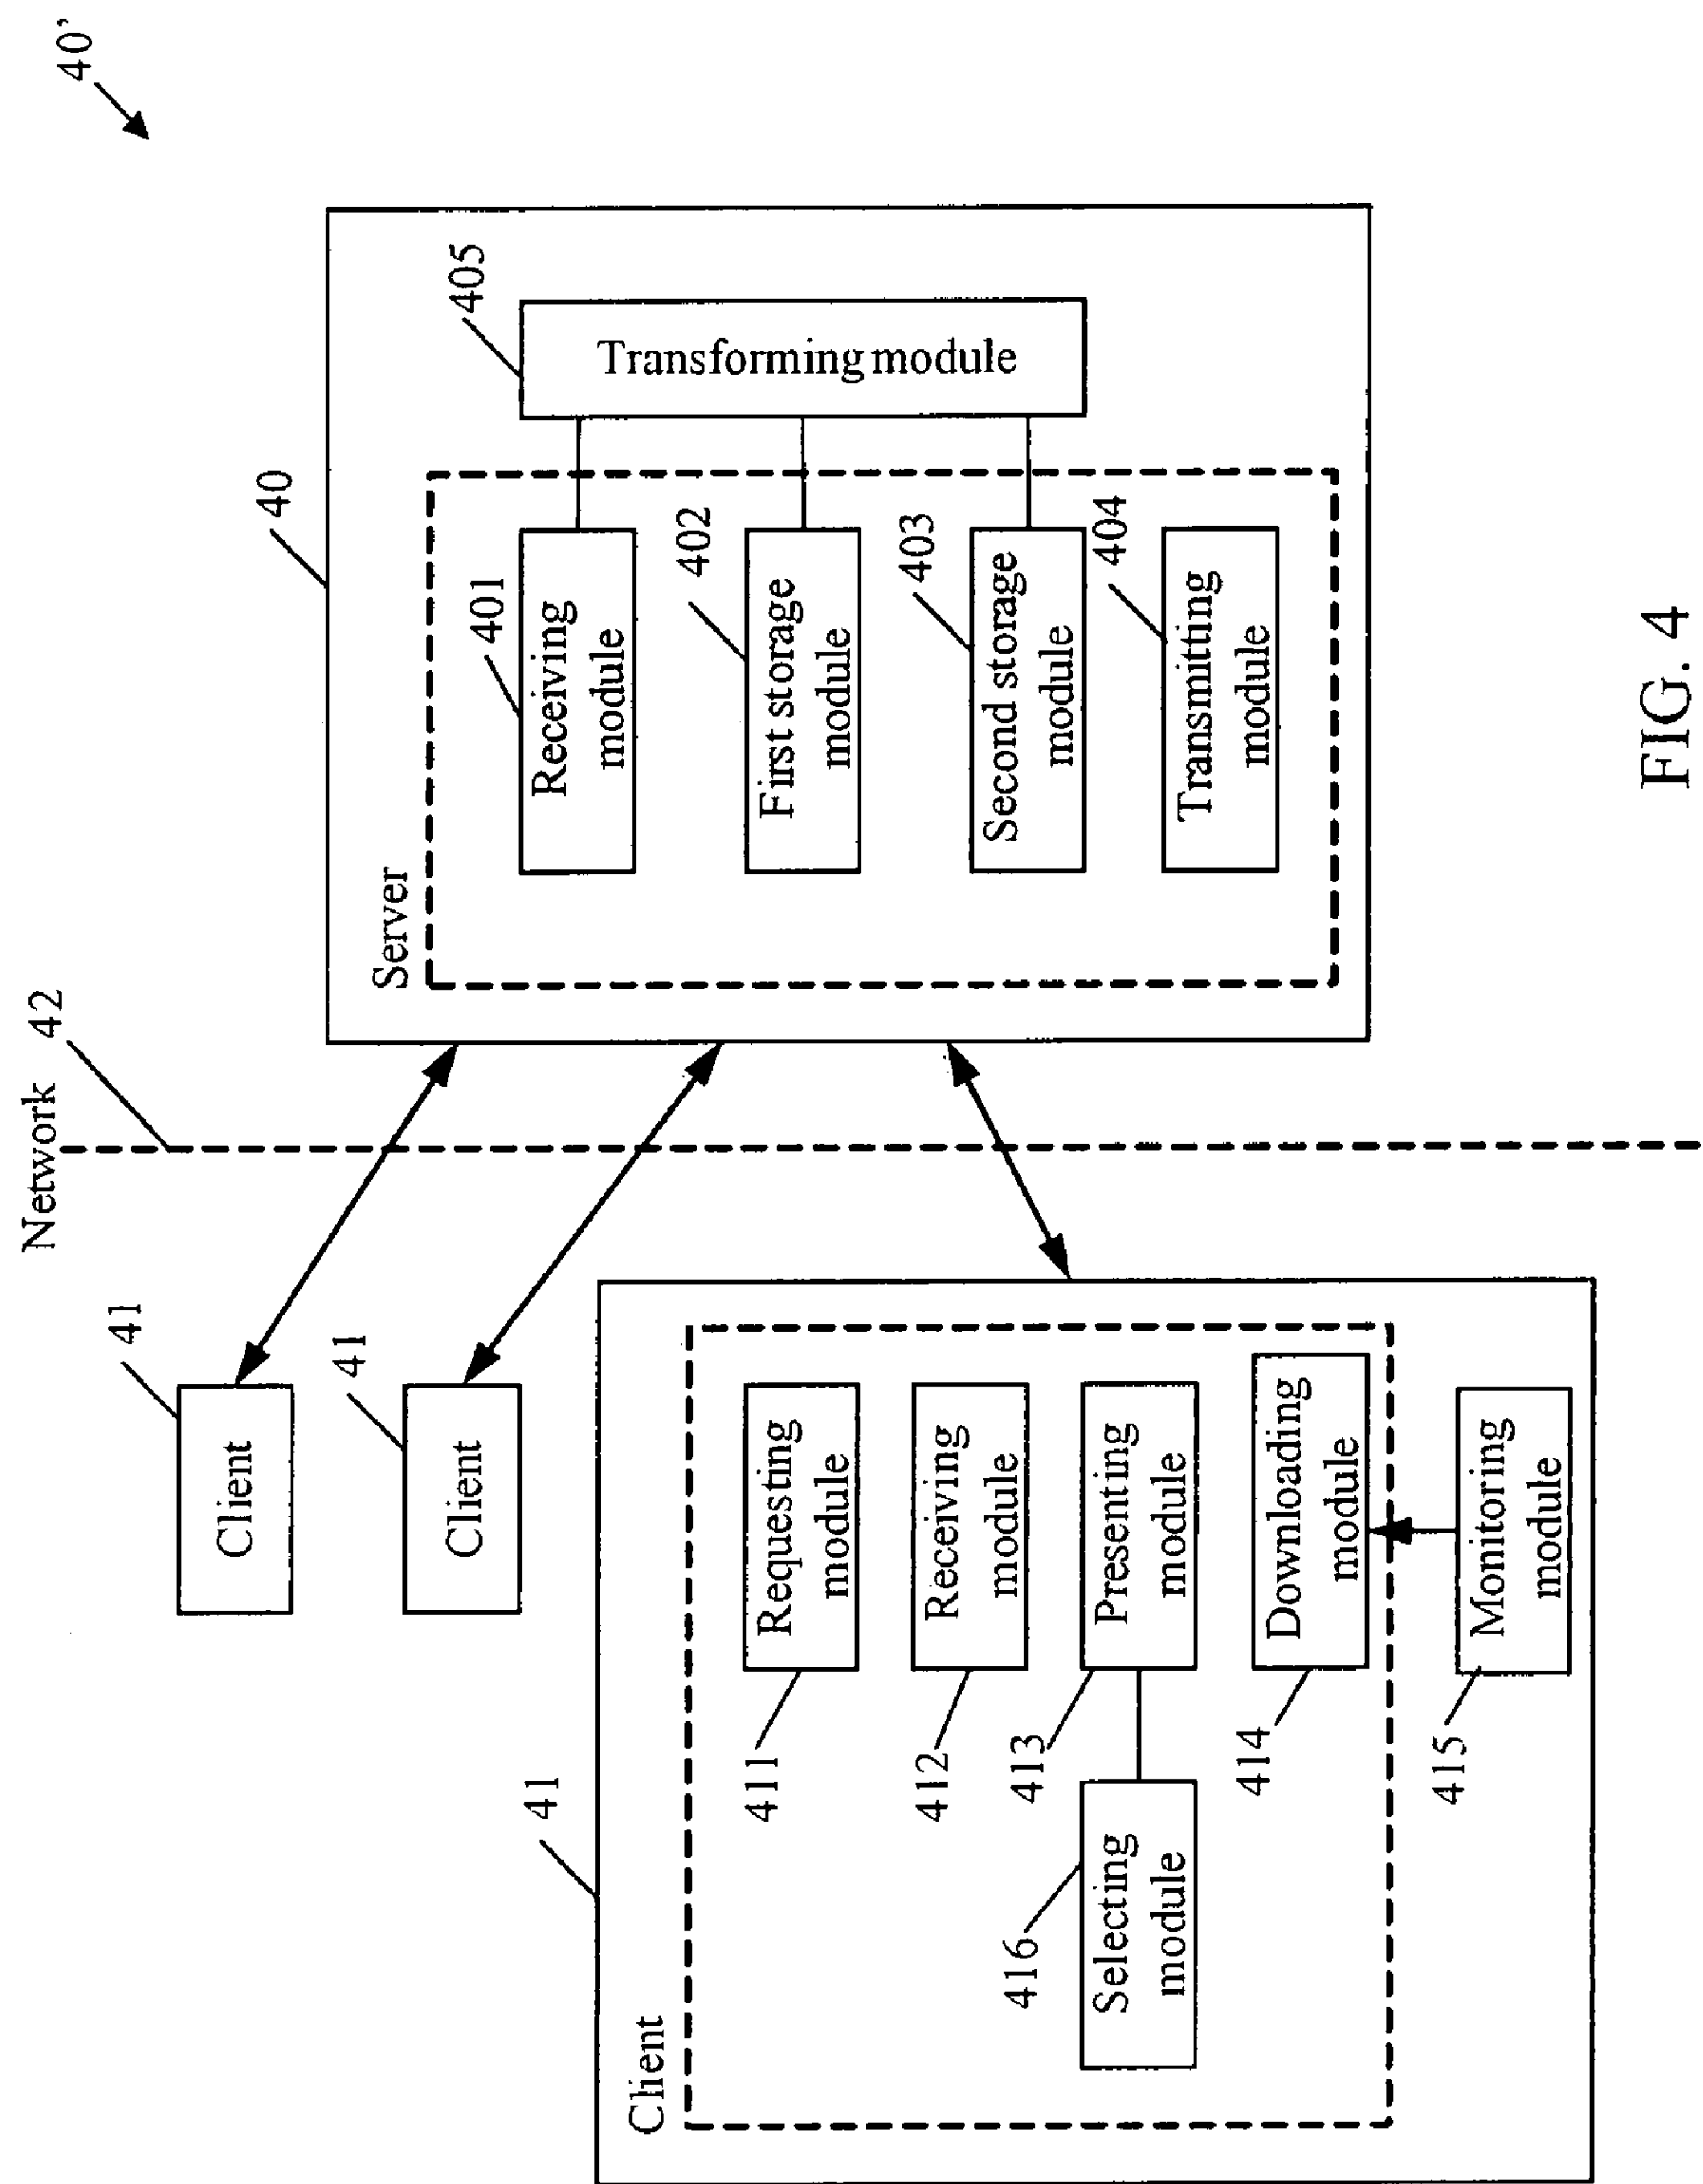 40'
Network
42
41
Client
41
Client
41
Client
Requesting
module
411
Receiving
module
412
Presenting
module
413
Selecting
module
416
Downloading
module
414
Monitoring
module
415
40
Server
Receiving
module
401
First storage
module
402
Second storage
module
403
Transmitting
module
404
Transforming module
405
FIG. 4